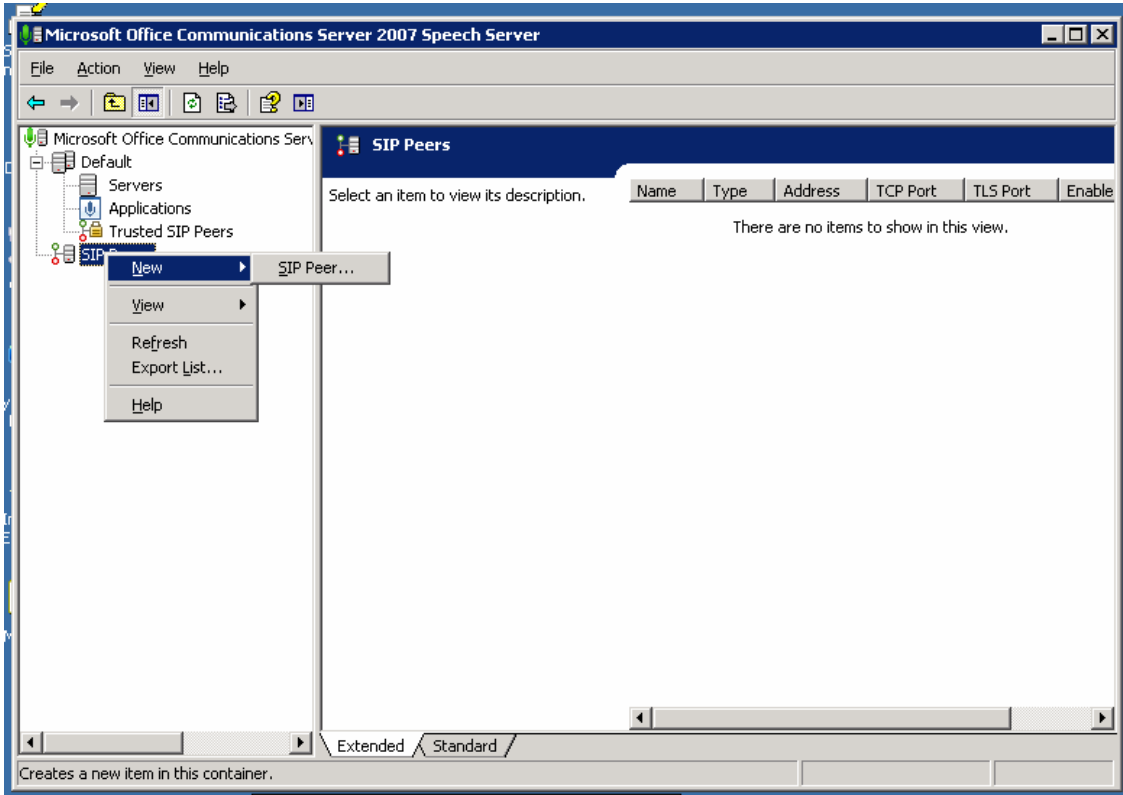 Microsoft Office Communications Server 2007 Speech Server
File Action View Help
Microsoft Office Communications Serv
Default
Servers
Applications
Trusted SIP Peers
SIP
New
SIP Peer...
View
Refresh
Export List...
Help
SIP Peers
Select an item to view its description.
Name Type Address TCP Port TLS Port Enable
There are no items to show in this view.
Extended Standard
Creates a new item in this container.